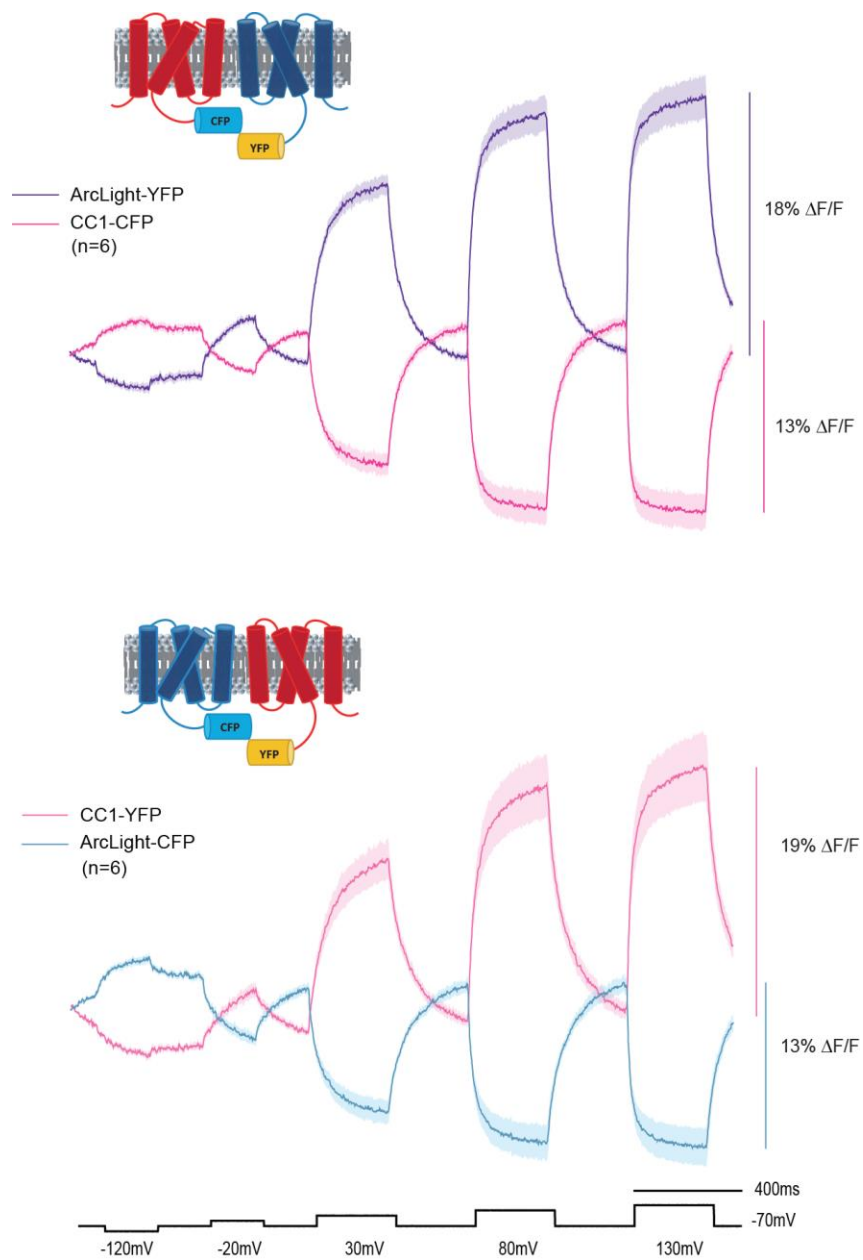 CFP
YFP
ArcLight-YFP
CC1-CFP
(n=6)
18% ΔF/F
13% ΔF/F
CFP
YFP
CC1-YFP
ArcLight-CFP
(n=6)
19% ΔF/F
13% ΔF/F
400ms
-70mV
-120mV -20mV 30mV 80mV 130mV